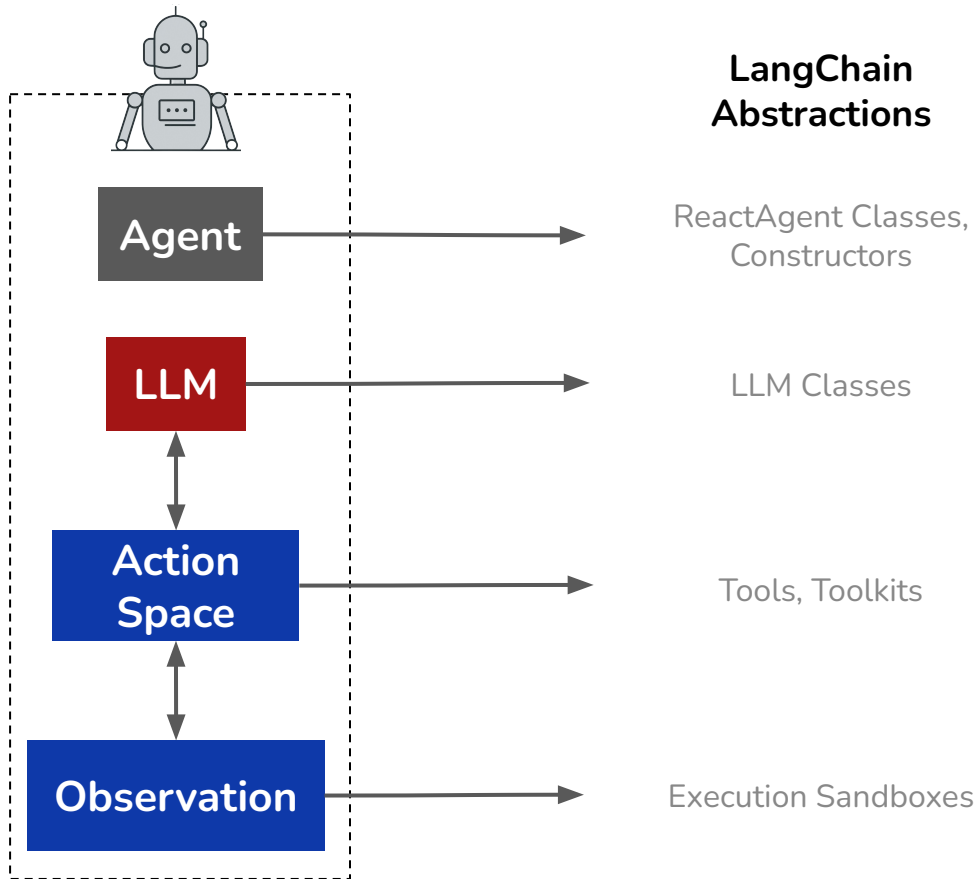 LangChain
Abstractions
Agent
ReactAgent Classes,
Constructors
LLM
LLM Classes
Action
Space
Tools, Toolkits
Observation
Execution Sandboxes